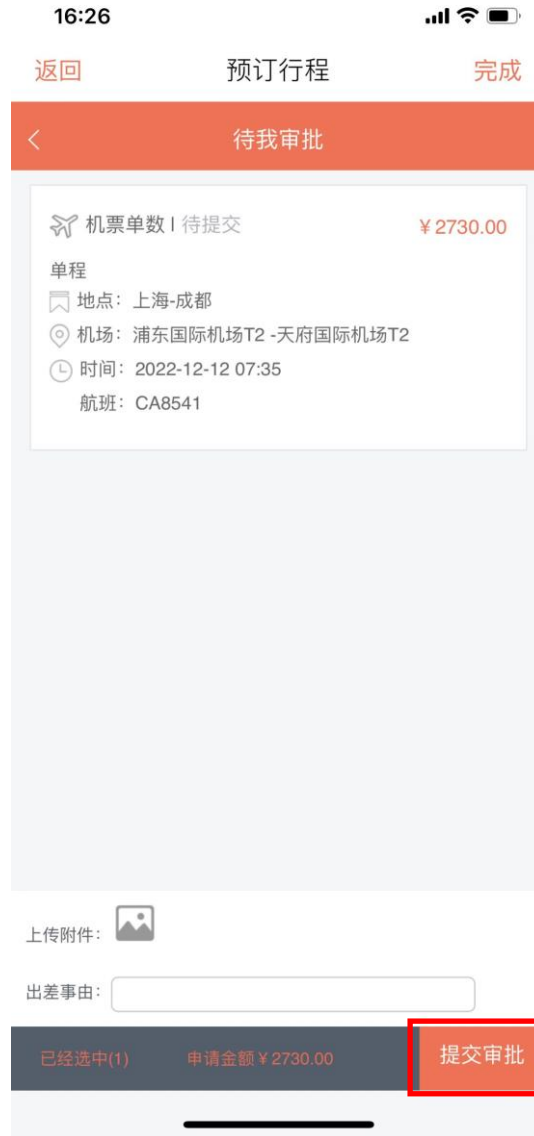 16:26
返回 预订行程 完成
待我审批
机票单数 | 待提交 ¥2730.00
单程
地点：上海-成都
机场：浦东国际机场T2 -天府国际机场T2
时间：2022-12-12 07:35
航班：CA8541
上传附件：
出差事由：
已经选中(1) 申请金额¥2730.00 提交审批